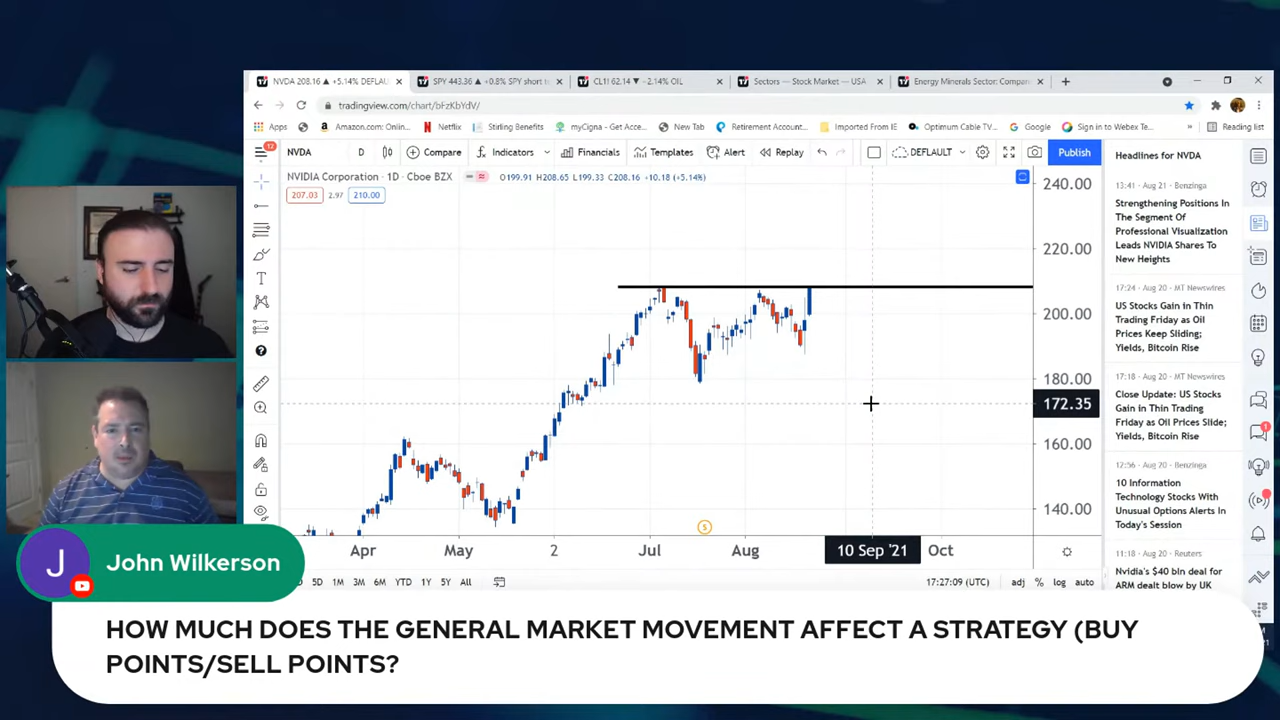 NVDA 208.16 ▲ +5.14% DEFAUL
SPY 443.36 ▲ +0.8% SPY short t
CL1! 62.14 ▼ −2.14% OIL
Sectors — Stock Market — USA
Energy Minerals Sector: Compan
tradingview.com/chart/bFzKbYdV/
Apps
Amazon.com: Onlin...
Netflix
Stirling Benefits
myCigna - Get Acce...
New Tab
Retirement Account...
Imported From IE
Optimum Cable TV...
Google
Sign in to Webex Te...
»
Reading list
12
NVDA
D
Compare
Indicators
Financials
Templates
Alert
Replay
DEFLAULT
Publish
NVIDIA Corporation · 1D · Cboe BZX
O199.91 H208.65 L199.33 C208.16 +10.18 (+5.14%)
207.03 2.97 210.00
240.00
220.00
200.00
180.00
172.35
160.00
140.00
Apr
May
2
Jul
Aug
10 Sep '21
Oct
5D
1M
3M
6M
YTD
1Y
5Y
All
17:27:09 (UTC)
adj
%
log
auto
Headlines for NVDA
13:41 - Aug 21 - Benzinga
Strengthening Positions In
The Segment Of
Professional Visualization
Leads NVIDIA Shares To
New Heights
17:24 - Aug 20 - MT Newswires
US Stocks Gain in Thin
Trading Friday as Oil
Prices Keep Sliding;
Yields, Bitcoin Rise
17:18 - Aug 20 - MT Newswires
Close Update: US Stocks
Gain in Thin Trading Friday
as Oil Prices Slide;
Yields, Bitcoin Rise
12:56 - Aug 20 - Benzinga
10 Information
Technology Stocks With
Unusual Options Alerts In
Today's Session
11:18 - Aug 20 - Reuters
Nvidia's $40 bln deal for
ARM dealt blow by UK
J
John Wilkerson
HOW MUCH DOES THE GENERAL MARKET MOVEMENT AFFECT A STRATEGY (BUY
POINTS/SELL POINTS?